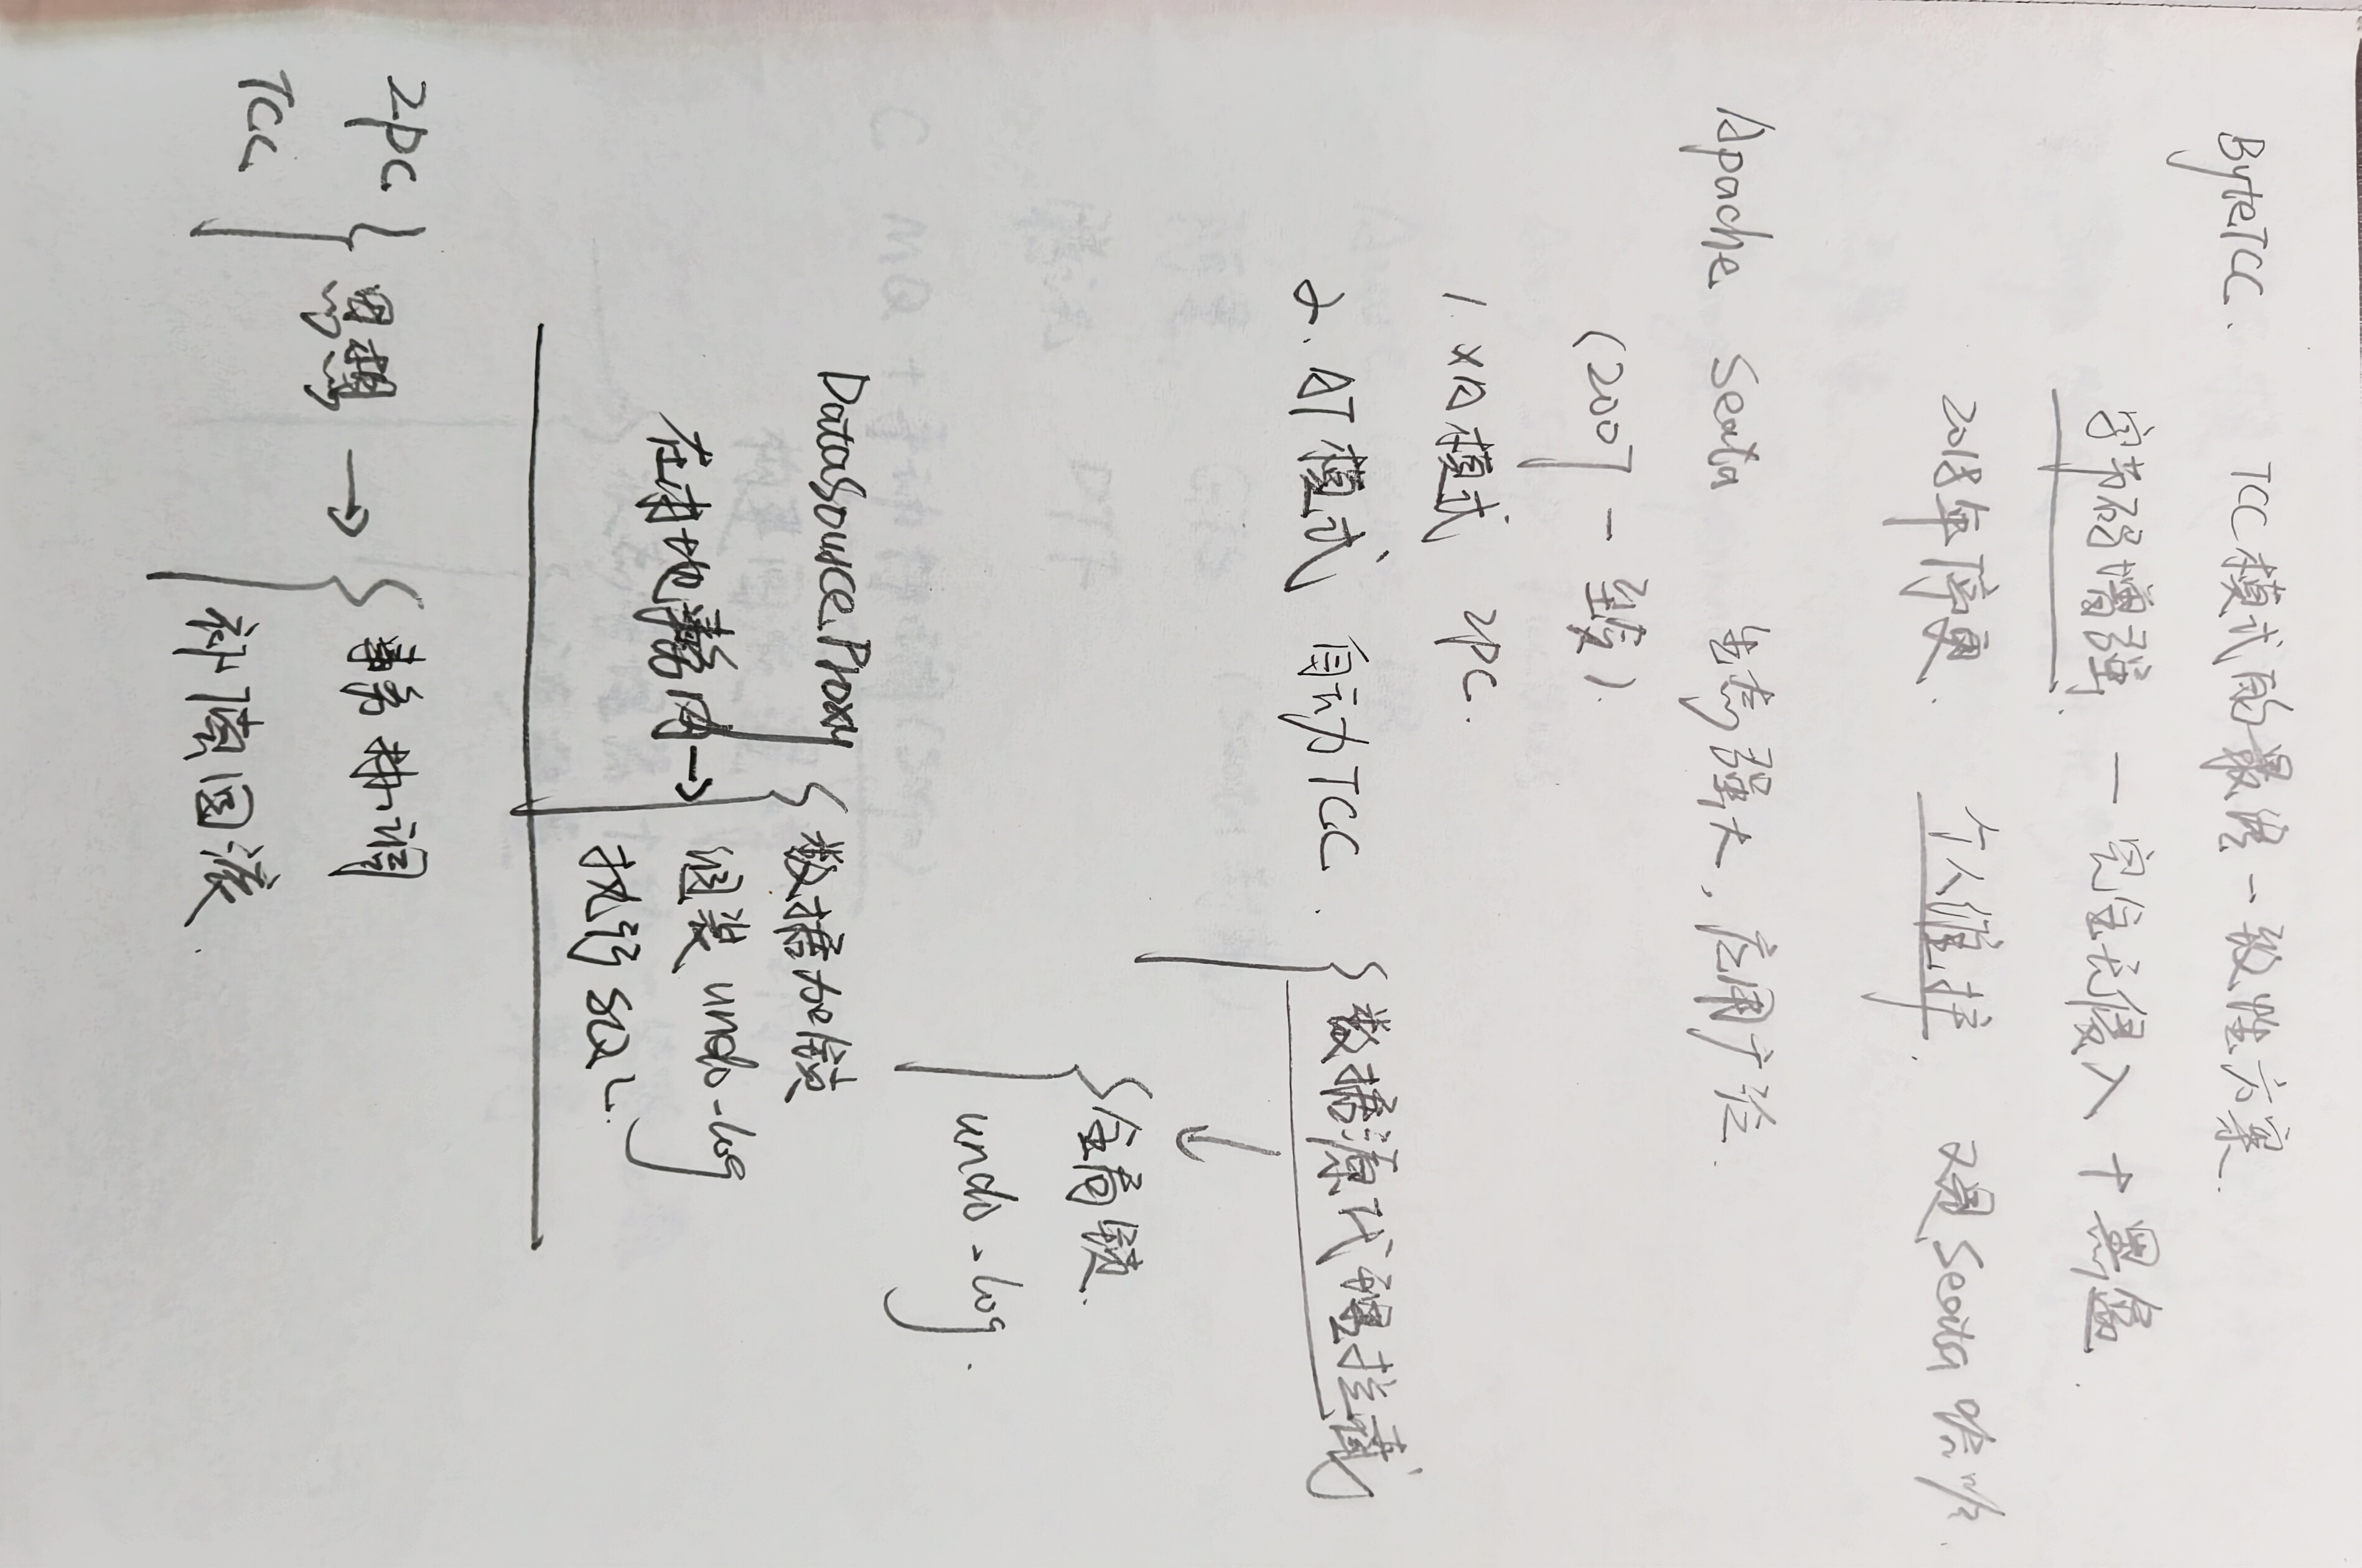 ByteTCC. TCC模式的最终一致性方案.
字节码增强. — 完全无侵入 + 黑盒.
2018年停更. 个人维护. 又是Seata 哈哈.
Apache Seata 生态强大,应用广泛.
(2007 - 至今).
1. XA模式 2PC.
2. AT模式 自动TCC. { 数据源代理拦截
↓
{ 全局锁.
undo-log.
DataSourceProxy { 数据加锁
在本地事务内→ 组装 undo-log
执行SQL.
2PC } 思想 → { 事务协调
TCC 补偿回滚.